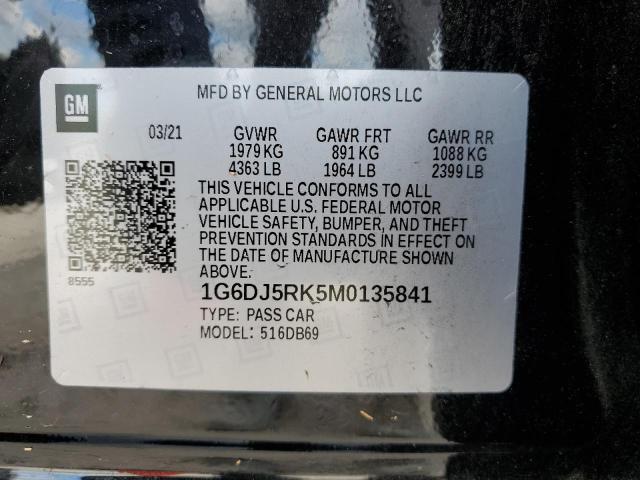 GM
MFD BY GENERAL MOTORS LLC
03/21 GVWR GAWR FRT GAWR RR
1979 KG 891 KG 1088 KG
4363 LB 1964 LB 2399 LB
THIS VEHICLE CONFORMS TO ALL
APPLICABLE U.S. FEDERAL MOTOR
VEHICLE SAFETY, BUMPER, AND THEFT
PREVENTION STANDARDS IN EFFECT ON
THE DATE OF MANUFACTURE SHOWN
ABOVE.
8555
1G6DJ5RK5M0135841
TYPE: PASS CAR
MODEL: 516DB69